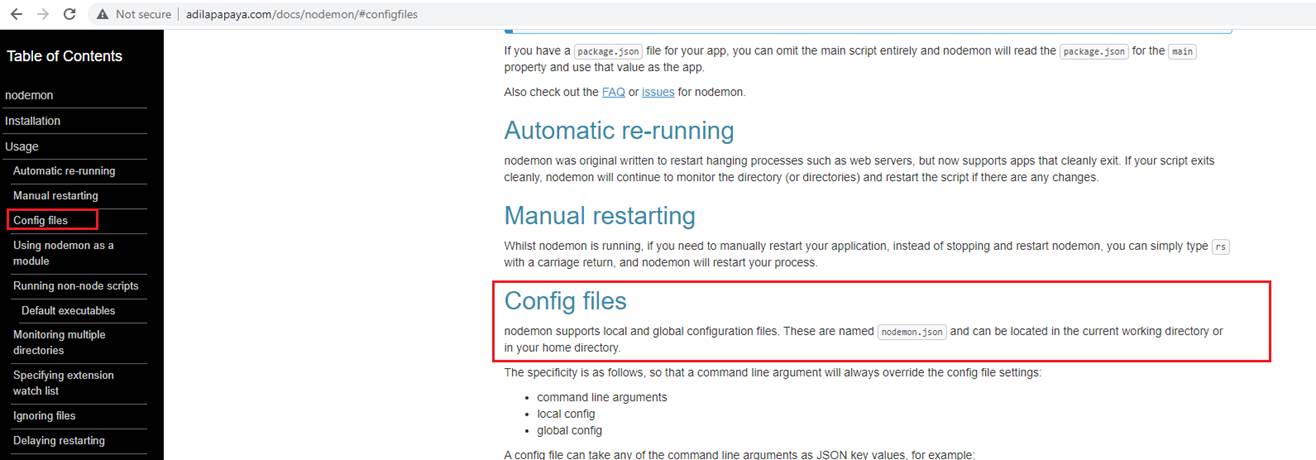 Not secure
adilapapaya.com/docs/nodemon/#configfiles
Table of Contents
nodemon
Installation
Usage
Automatic re-running
Manual restarting
Config files
Using nodemon as a
module
Running non-node scripts
Default executables
Monitoring multiple
directories
Specifying extension
watch list
Ignoring files
Delaying restarting
If you have a package.json file for your app, you can omit the main script entirely and nodemon will read the package.json for the main
property and use that value as the app.
Also check out the FAQ or issues for nodemon.
Automatic re-running
nodemon was original written to restart hanging processes such as web servers, but now supports apps that cleanly exit. If your script exits
cleanly, nodemon will continue to monitor the directory (or directories) and restart the script if there are any changes.
Manual restarting
Whilst nodemon is running, if you need to manually restart your application, instead of stopping and restart nodemon, you can simply type rs
with a carriage return, and nodemon will restart your process.
Config files
nodemon supports local and global configuration files. These are named nodemon.json and can be located in the current working directory or
in your home directory.
The specificity is as follows, so that a command line argument will always override the config file settings:
• command line arguments
• local config
• global config
A config file can take any of the command line arguments as JSON key values, for example: